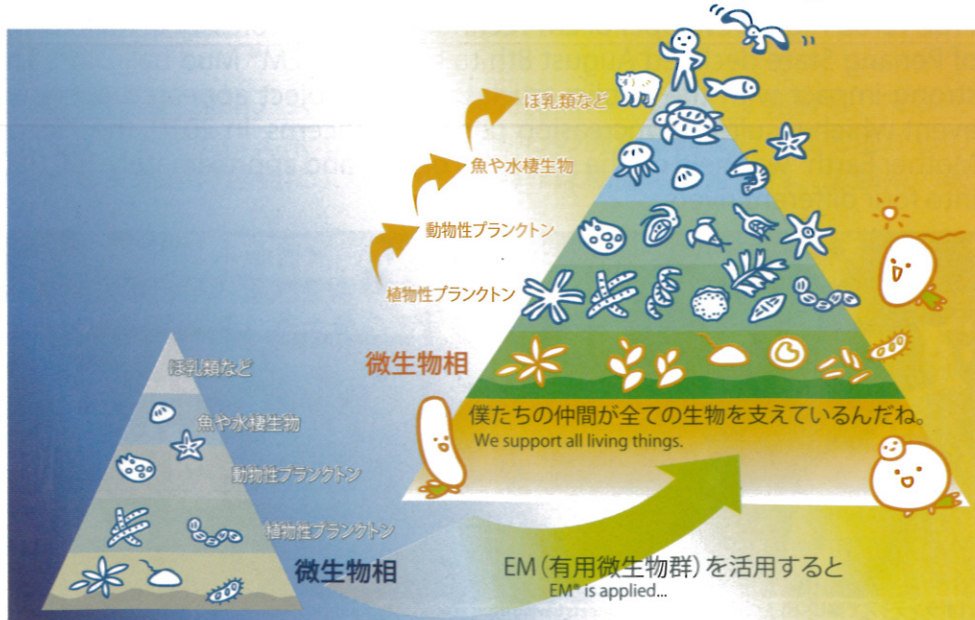 ほ乳類など
魚や水棲生物
動物性プランクトン
植物性プランクトン
微生物相
僕たちの仲間が全ての生物を支えているんだね。
We support all living things.
ほ乳類など
魚や水棲生物
動物性プランクトン
植物性プランクトン
微生物相
EM（有用微生物群）を活用すると
EM® is applied...